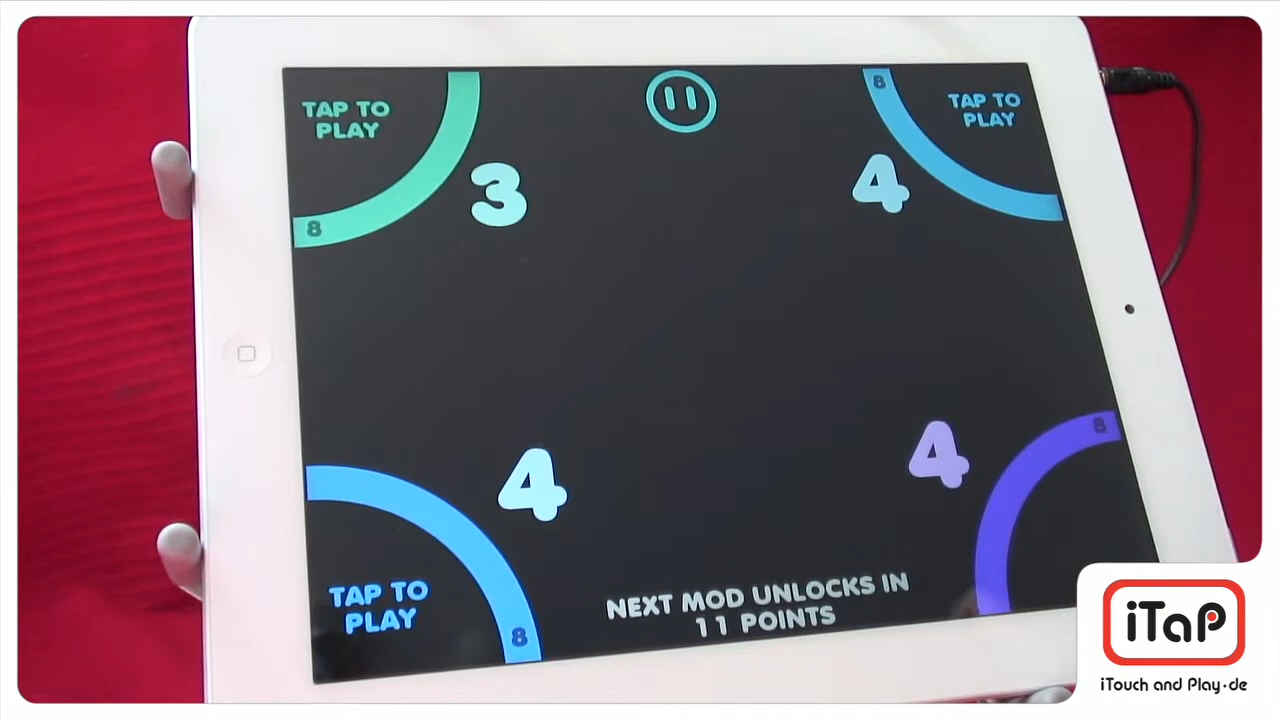 TAP TO
PLAY
8
3
8
TAP TO
PLAY
4
4
8
TAP TO
PLAY
8
4
NEXT MOD UNLOCKS IN
11 POINTS
iTaP
iTouch and Play·de